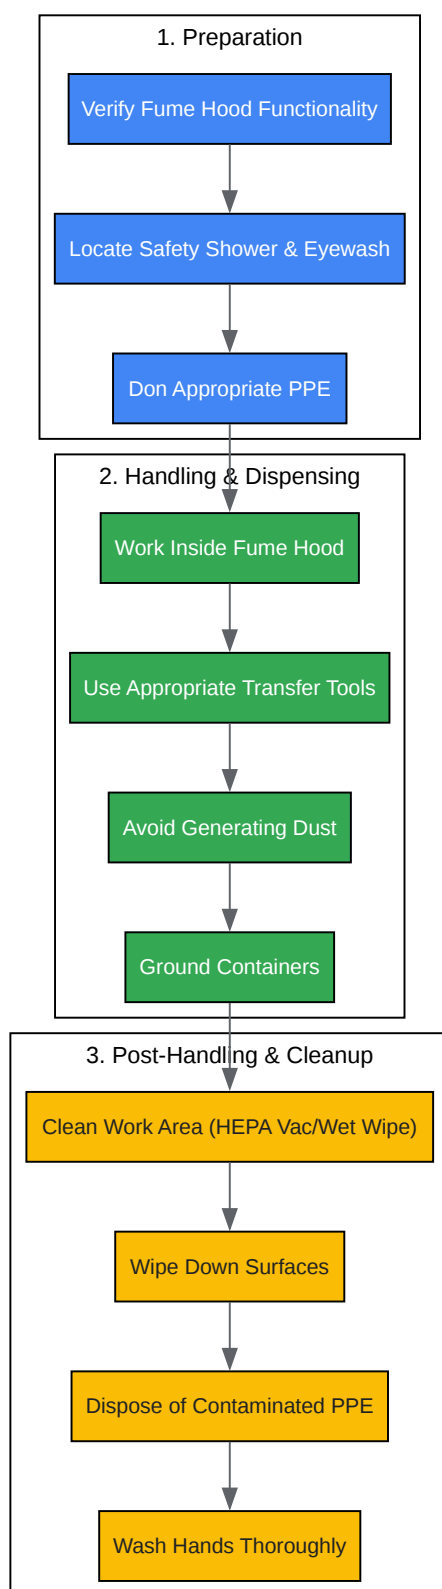 1. Preparation
Verify Fume Hood Functionality
Locate Safety Shower & Eyewash
Don Appropriate PPE
2. Handling & Dispensing
Work Inside Fume Hood
Use Appropriate Transfer Tools
Avoid Generating Dust
Ground Containers
3. Post-Handling & Cleanup
Clean Work Area (HEPA Vac/Wet Wipe)
Wipe Down Surfaces
Dispose of Contaminated PPE
Wash Hands Thoroughly